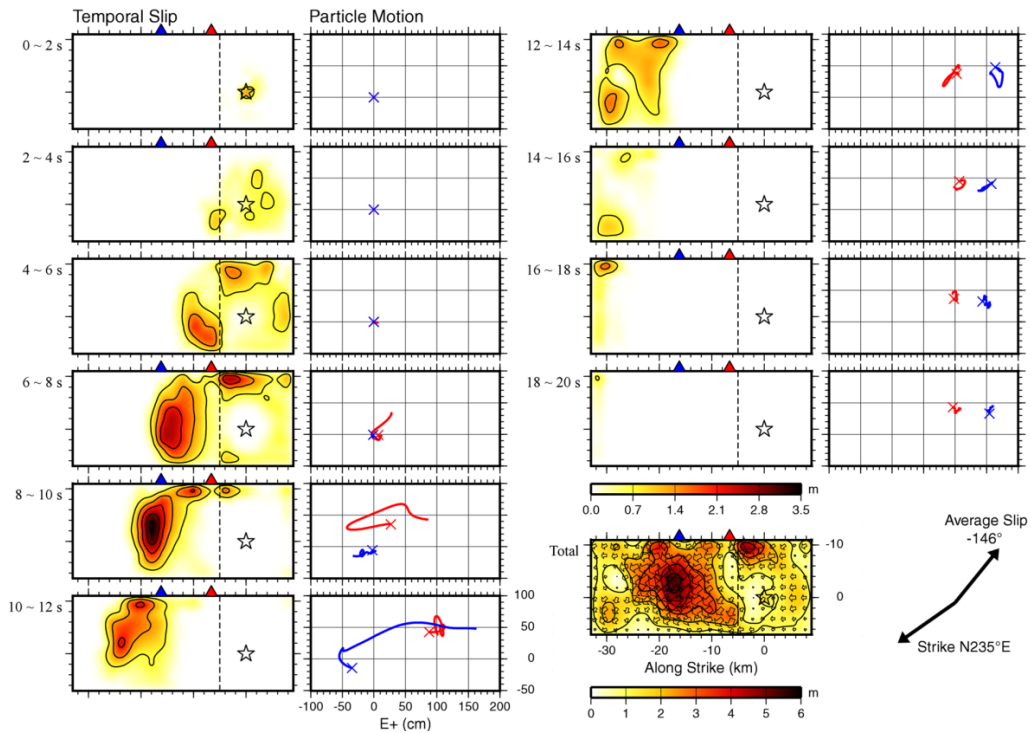 Temporal Slip
Particle Motion
0 ~ 2 s
2 ~ 4 s
4 ~ 6 s
6 ~ 8 s
8 ~ 10 s
10 ~ 12 s
100
50
0
-50
-100 -50 0 50 100 150 200
E+ (cm)
12 ~ 14 s
14 ~ 16 s
16 ~ 18 s
18 ~ 20 s
m
0.0 0.7 1.4 2.1 2.8 3.5
Total
-10
0
-30 -20 -10 0
Along Strike (km)
m
0 1 2 3 4 5 6
Average Slip
-146°
Strike N235°E